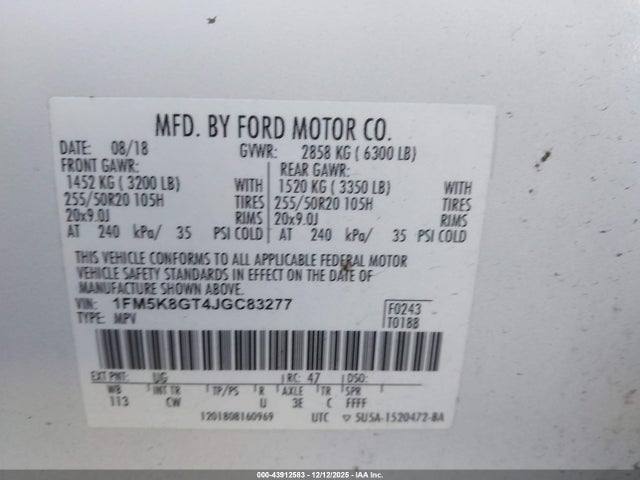 MFD. BY FORD MOTOR CO.
DATE: 08/18 GVWR: 2858 KG ( 6300 LB)
FRONT GAWR: REAR GAWR:
1452 KG ( 3200 LB) WITH 1520 KG ( 3350 LB) WITH
255/50R20 105H TIRES 255/50R20 105H TIRES
20x9.0J RIMS 20x9.0J RIMS
AT 240 kPa/ 35 PSI COLD AT 240 kPa/ 35 PSI COLD
THIS VEHICLE CONFORMS TO ALL APPLICABLE FEDERAL MOTOR
VEHICLE SAFETY STANDARDS IN EFFECT ON THE DATE OF
MANUFACTURE SHOWN ABOVE.
VIN: 1FM5K8GT4JGC83277 F0243
TYPE: MPV T0188
EXT PNT: UG RC: 47 DSO:
WB INT TR TP/PS R AXLE TR SPR
113 CW U 3E C FFFF
1201808160969 UTC ▽ 5U5A-1520472-BA
000-43912583 - 12/12/2025 - IAA Inc.